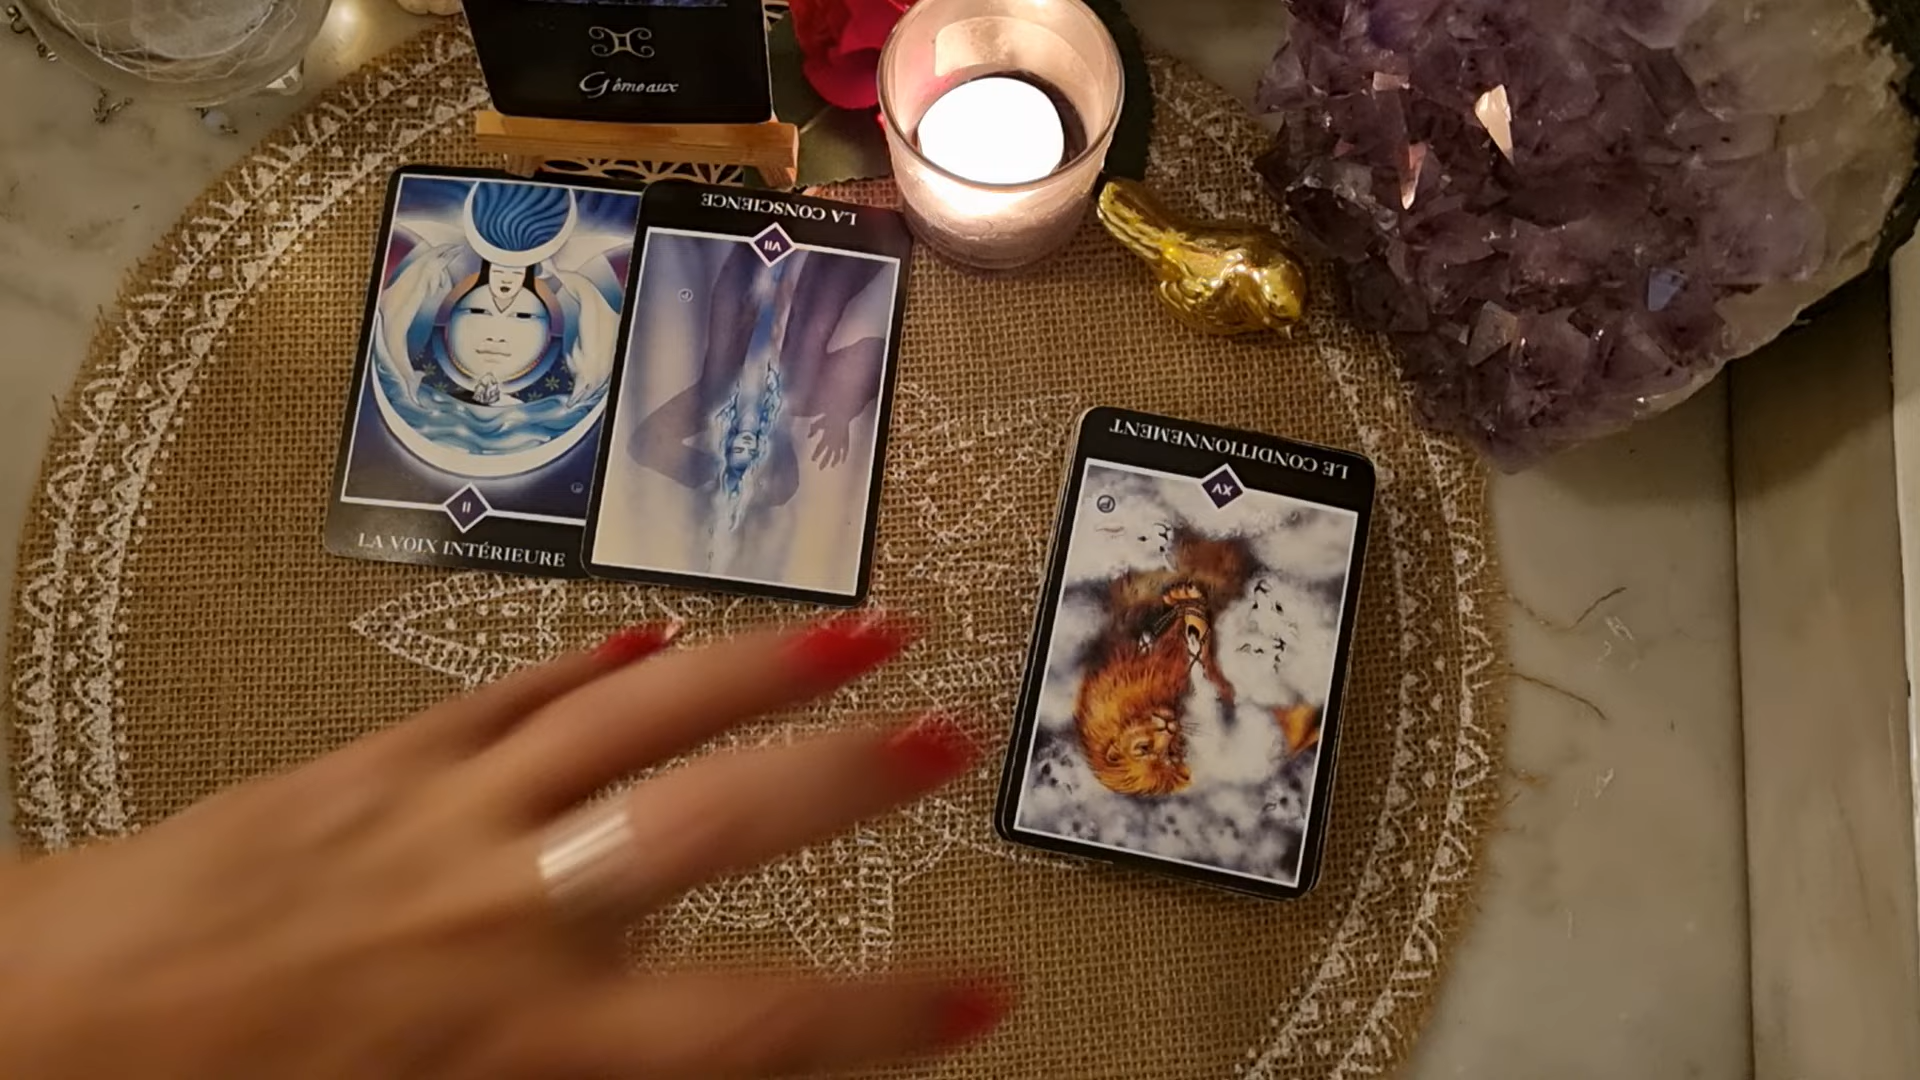 Gêmeaux
LA CONSCIENCE
VII
II
LA VOIX INTÉRIEURE
LE CONDITIONNEMENT
XV